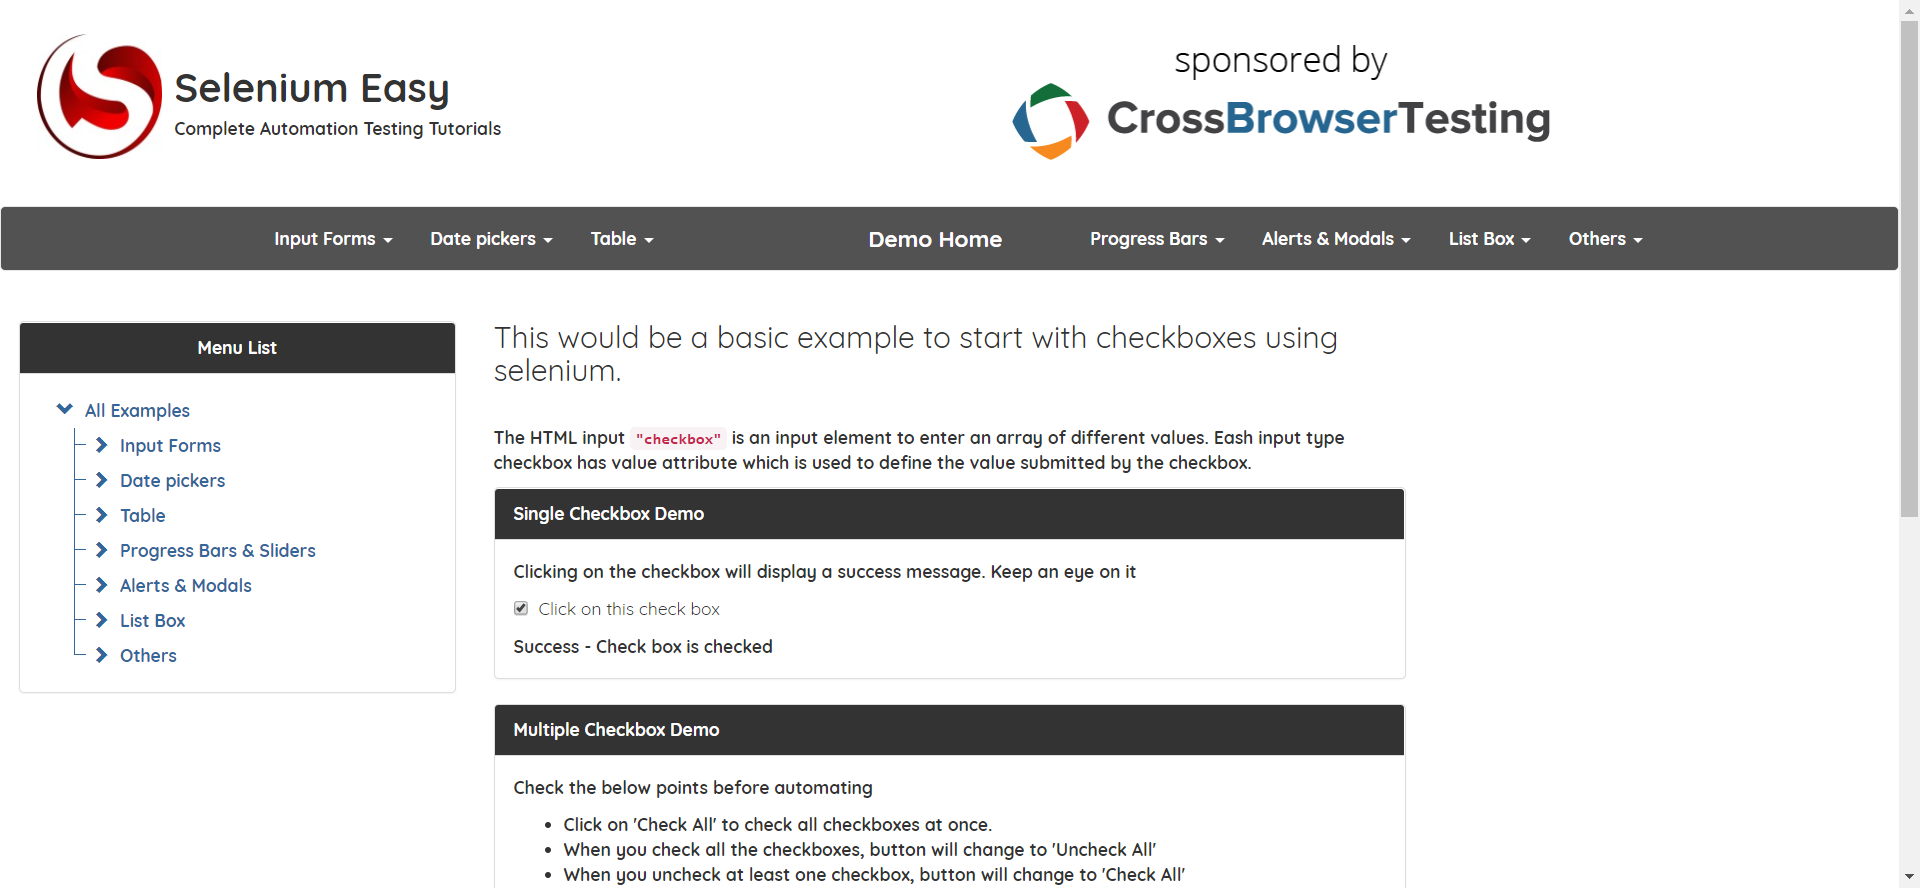 Selenium Easy
Complete Automation Testing Tutorials
sponsored by
CrossBrowserTesting
Input Forms
Date pickers
Table
Demo Home
Progress Bars
Alerts & Modals
List Box
Others
Menu List
All Examples
Input Forms
Date pickers
Table
Progress Bars & Sliders
Alerts & Modals
List Box
Others
This would be a basic example to start with checkboxes using
selenium.
The HTML input "checkbox" is an input element to enter an array of different values. Eash input type
checkbox has value attribute which is used to define the value submitted by the checkbox.
Single Checkbox Demo
Clicking on the checkbox will display a success message. Keep an eye on it
Click on this check box
Success - Check box is checked
Multiple Checkbox Demo
Check the below points before automating
• Click on 'Check All' to check all checkboxes at once.
• When you check all the checkboxes, button will change to 'Uncheck All'
• When you uncheck at least one checkbox, button will change to 'Check All'